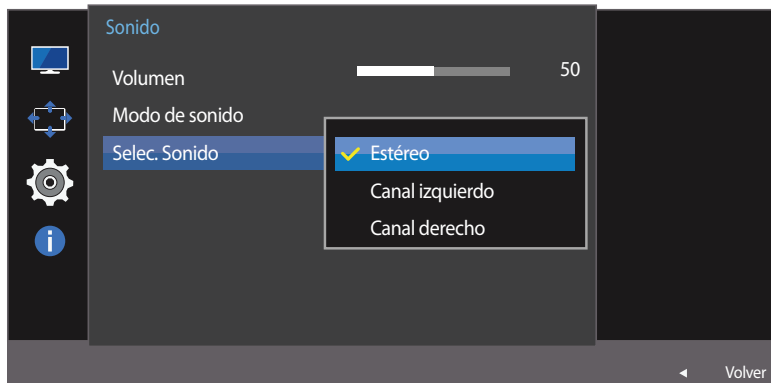 Sonido
Volumen 50
Modo de sonido
Selec. Sonido
Estéreo
Canal izquierdo
Canal derecho
Volver